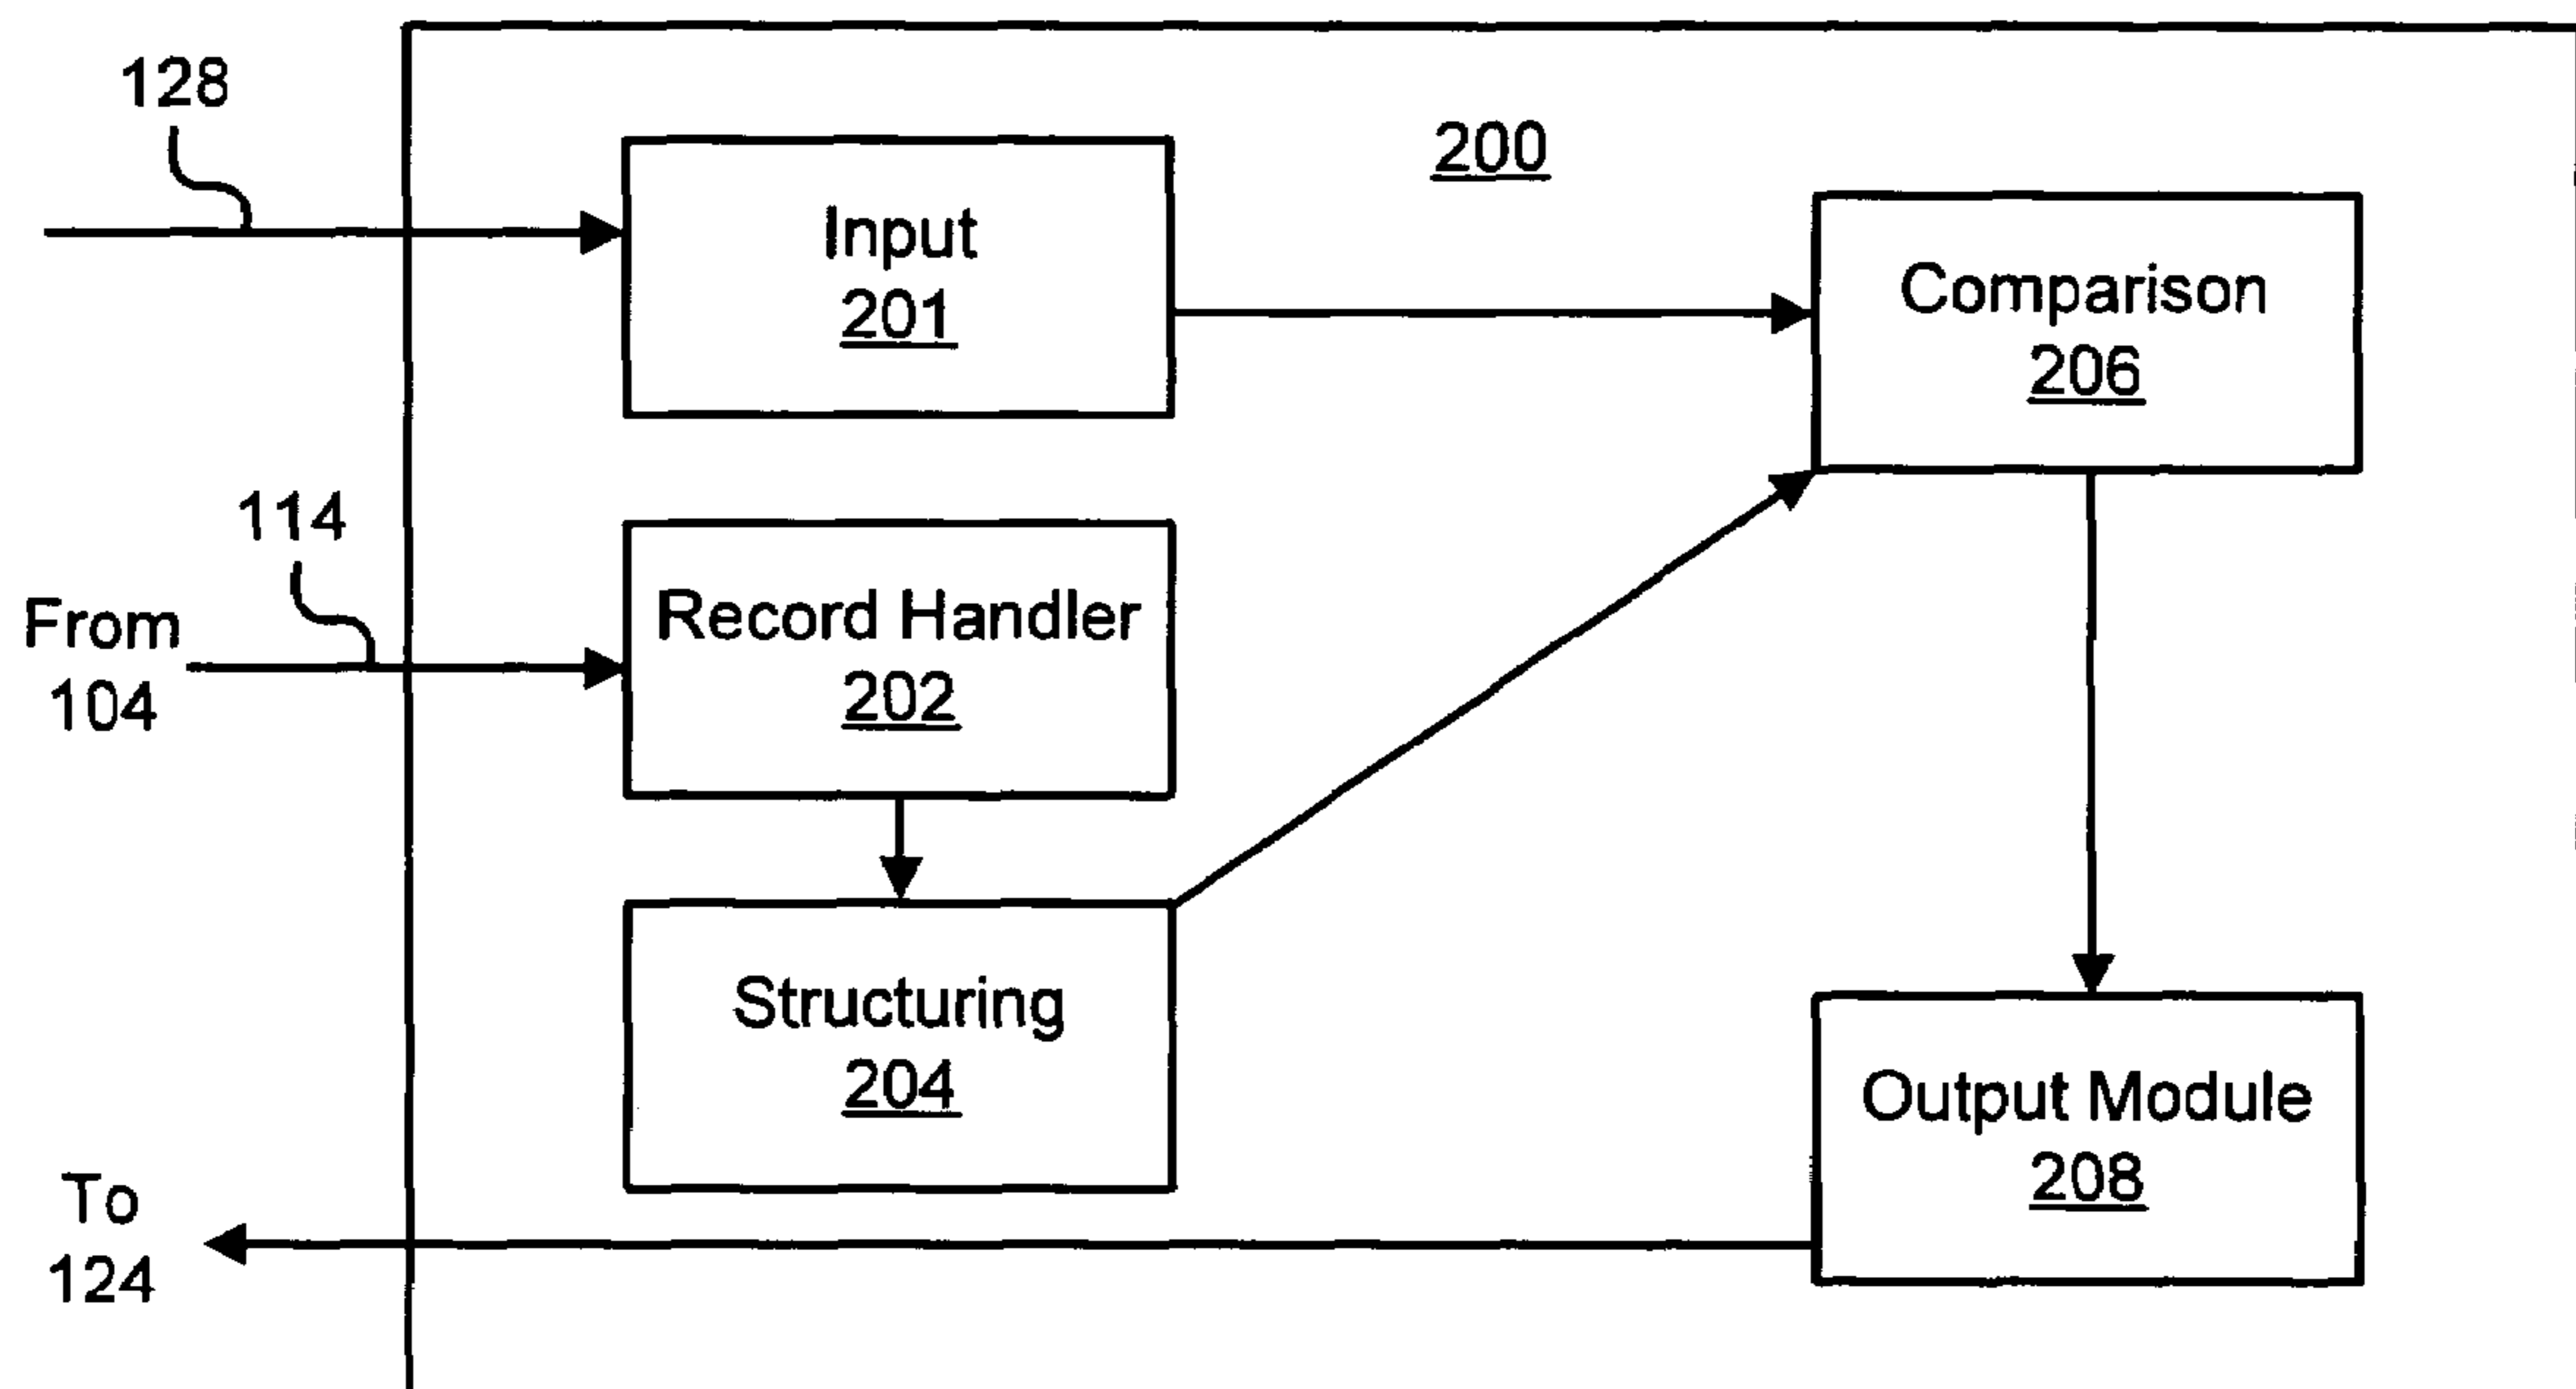 128
200
Input
201
Comparison
206
114
From
104
Record Handler
202
Structuring
204
Output Module
208
To
124